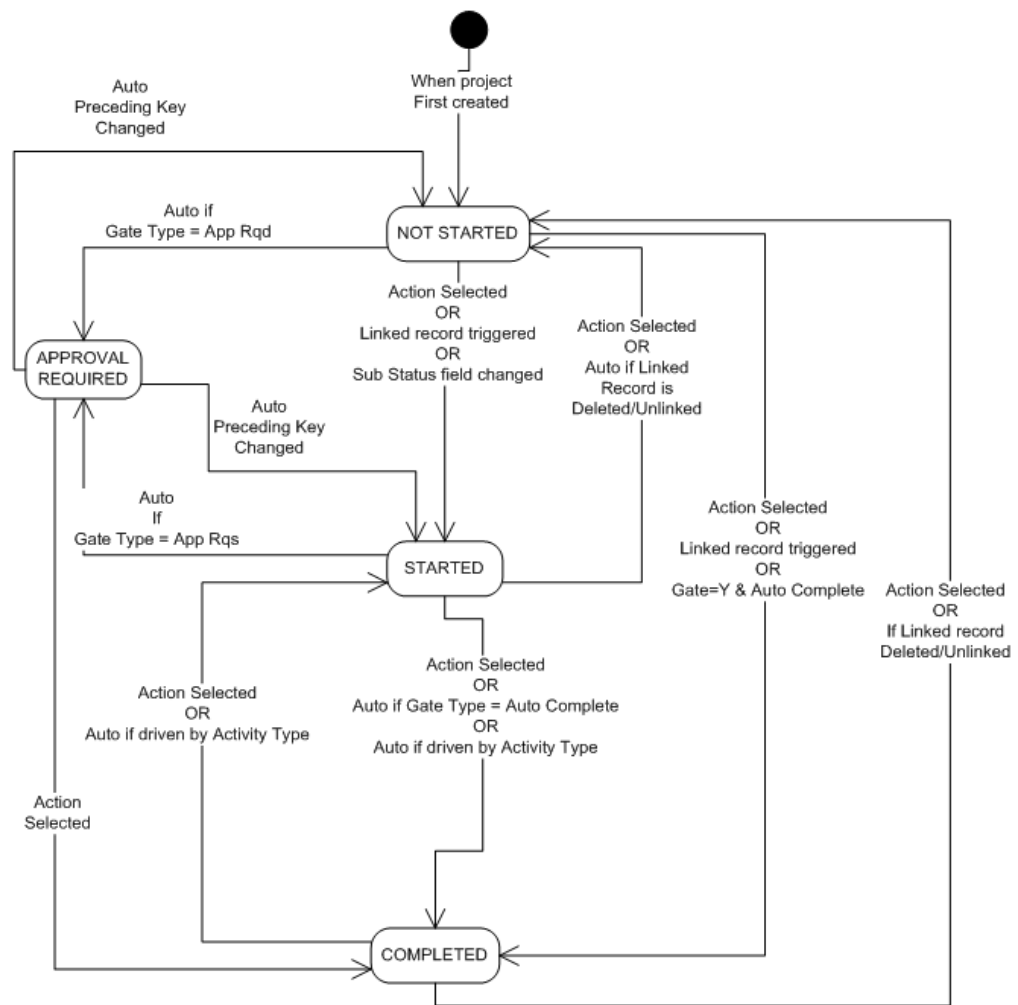 When project
First created
Auto
Preceding Key
Changed
Auto if
Gate Type = App Rqd
NOT STARTED
Action Selected
OR
Linked record triggered
OR
Sub Status field changed
Action Selected
OR
Auto if Linked
Record is
Deleted/Unlinked
APPROVAL
REQUIRED
Auto
Preceding Key
Changed
Auto
If
Gate Type = App Rqs
Action Selected
OR
Linked record triggered
OR
Gate=Y & Auto Complete
STARTED
Action Selected
OR
If Linked record
Deleted/Unlinked
Action Selected
OR
Auto if driven by Activity Type
Action Selected
OR
Auto if Gate Type = Auto Complete
OR
Auto if driven by Activity Type
Action
Selected
COMPLETED